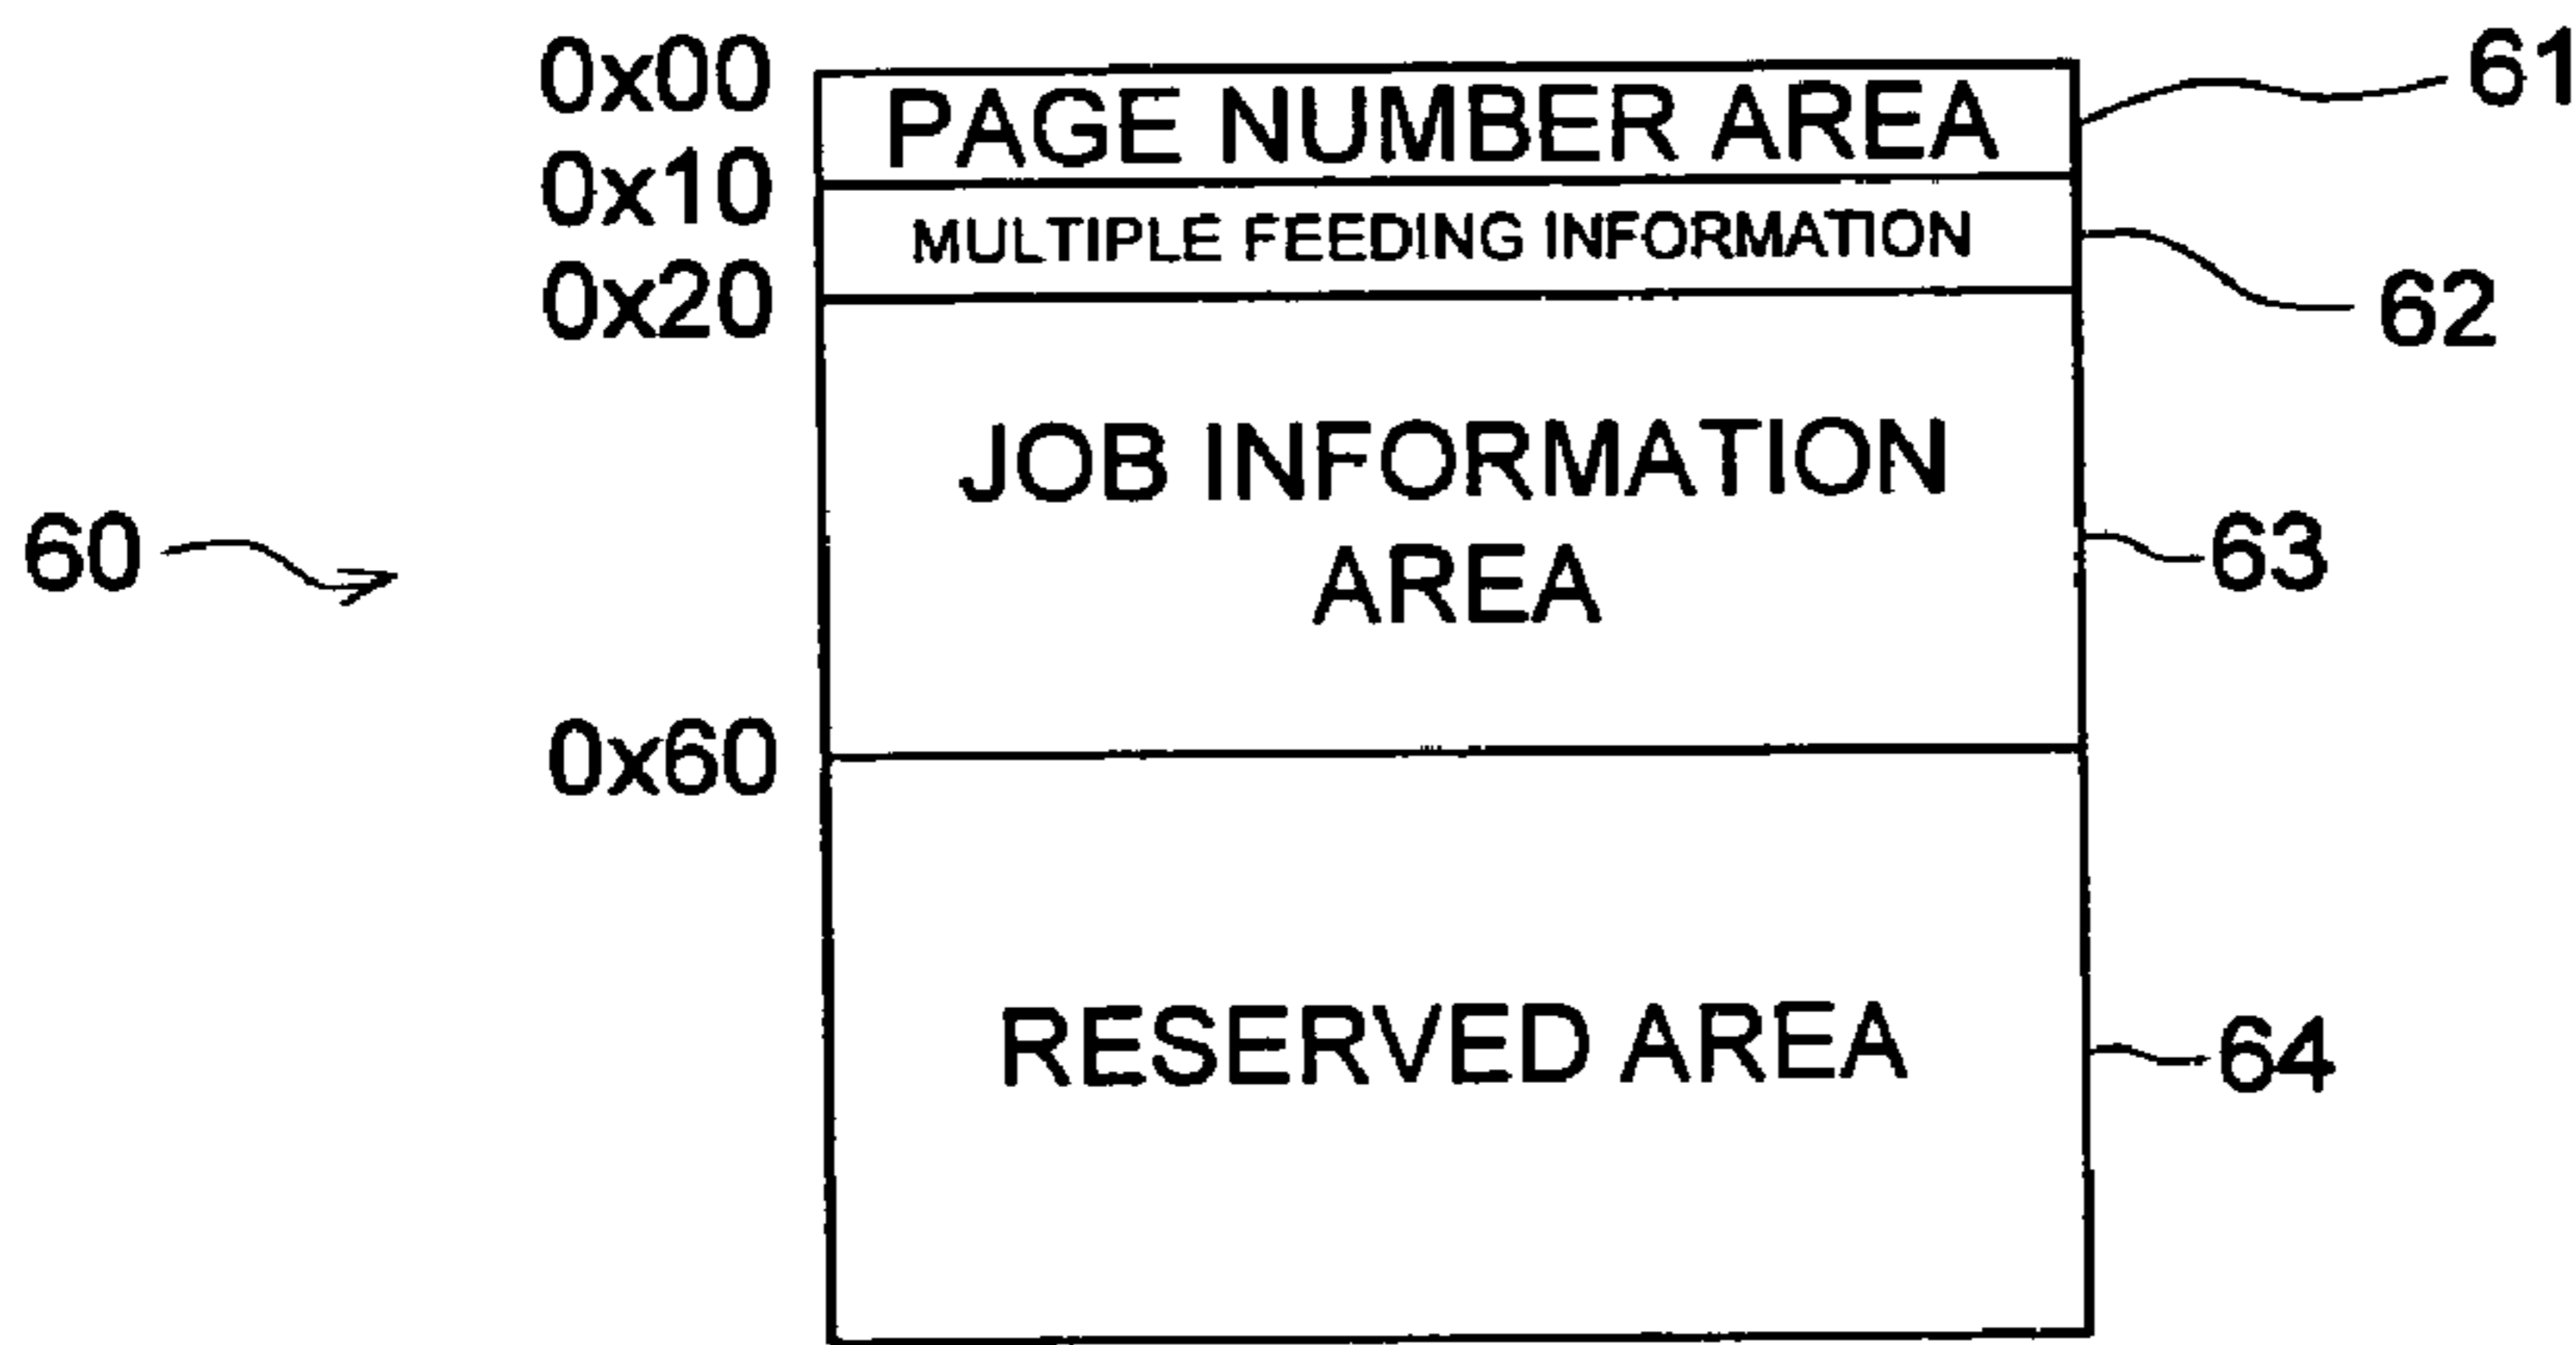 0x00 PAGE NUMBER AREA 61
0x10 MULTIPLE FEEDING INFORMATION 62
0x20
JOB INFORMATION
AREA
60 63
0x60
RESERVED AREA 64